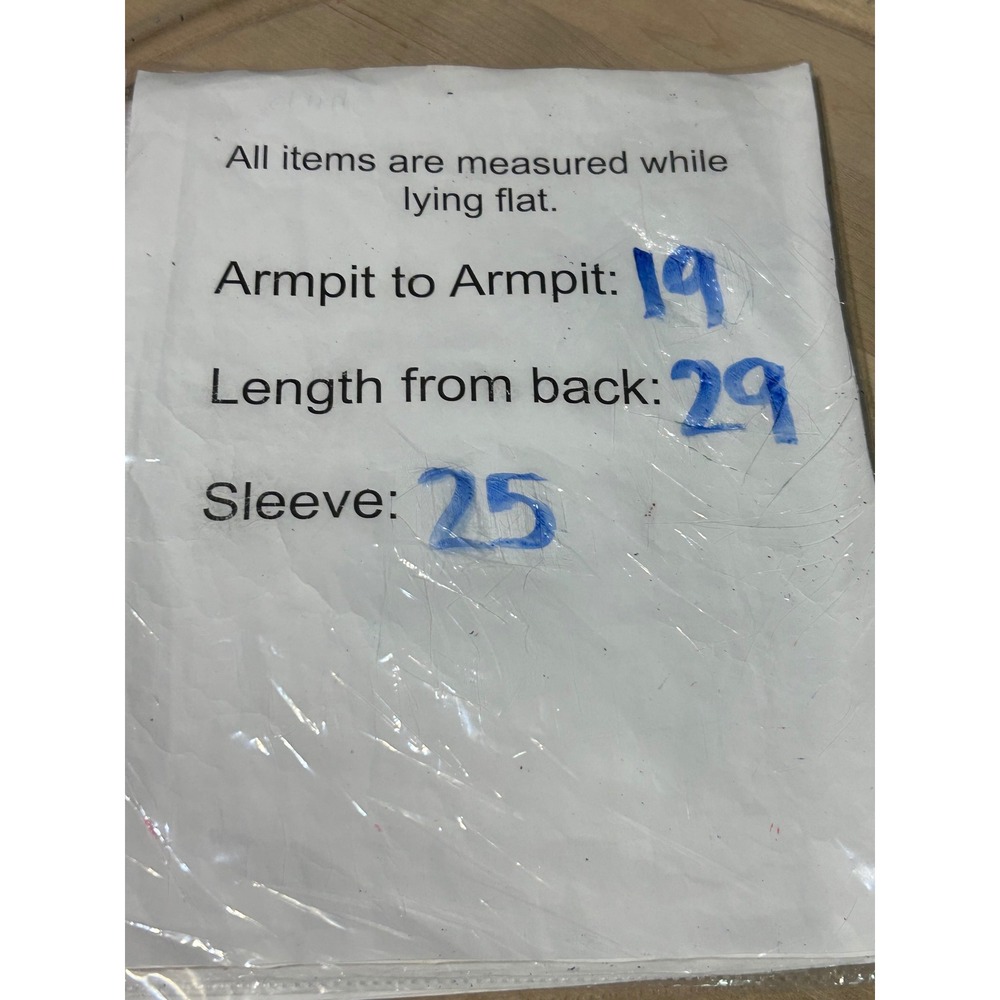 All items are measured while
lying flat.
Armpit to Armpit: 19
Length from back: 29
Sleeve: 25